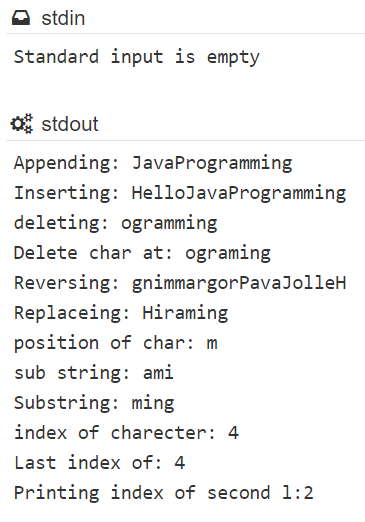 stdin
Standard input is empty
stdout
Appending: JavaProgramming
Inserting: HelloJavaProgramming
deleting: ogramming
Delete char at: ograming
Reversing: gnimmargorPavaJolleH
Replaceing: Hiraming
position of char: m
sub string: ami
Substring: ming
index of charecter: 4
Last index of: 4
Printing index of second l:2